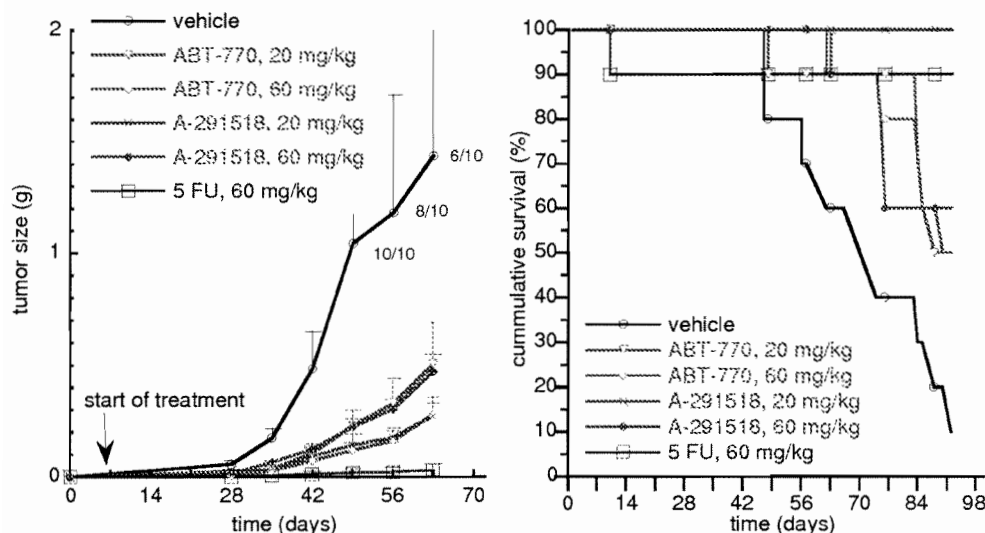 vehicle
ABT-770, 20 mg/kg
ABT-770, 60 mg/kg
A-291518, 20 mg/kg
A-291518, 60 mg/kg
5 FU, 60 mg/kg
2
1
0
tumor size (g)
6/10
8/10
10/10
start of treatment
0 14 28 42 56 70
time (days)
100
90
80
70
60
50
40
30
20
10
0
cummulative survival (%)
vehicle
ABT-770, 20 mg/kg
ABT-770, 60 mg/kg
A-291518, 20 mg/kg
A-291518, 60 mg/kg
5 FU, 60 mg/kg
0 14 28 42 56 70 84 98
time (days)